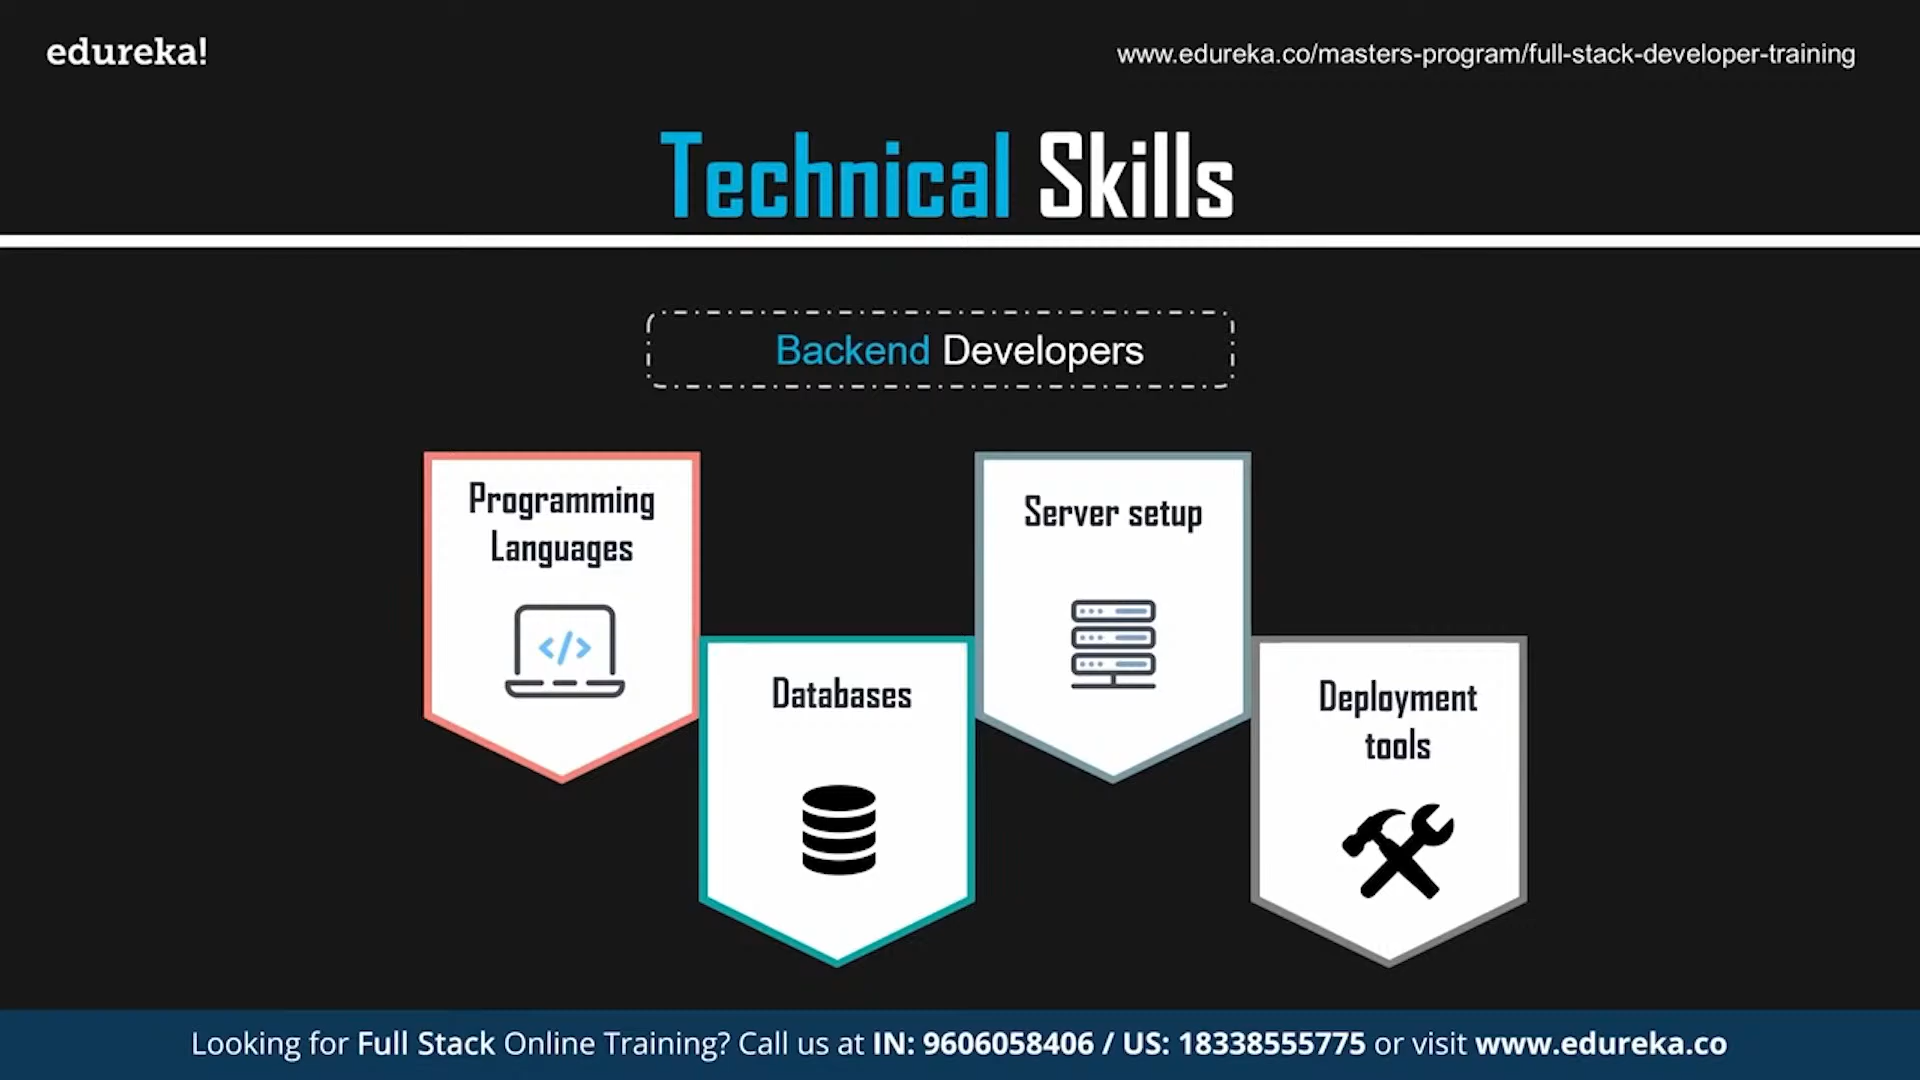 edureka!
www.edureka.co/masters-program/full-stack-developer-training
Technical Skills
Backend Developers
Programming
Languages
</>
Databases
Server setup
Deployment
tools
Looking for Full Stack Online Training? Call us at IN: 9606058406 / US: 18338555775 or visit www.edureka.co